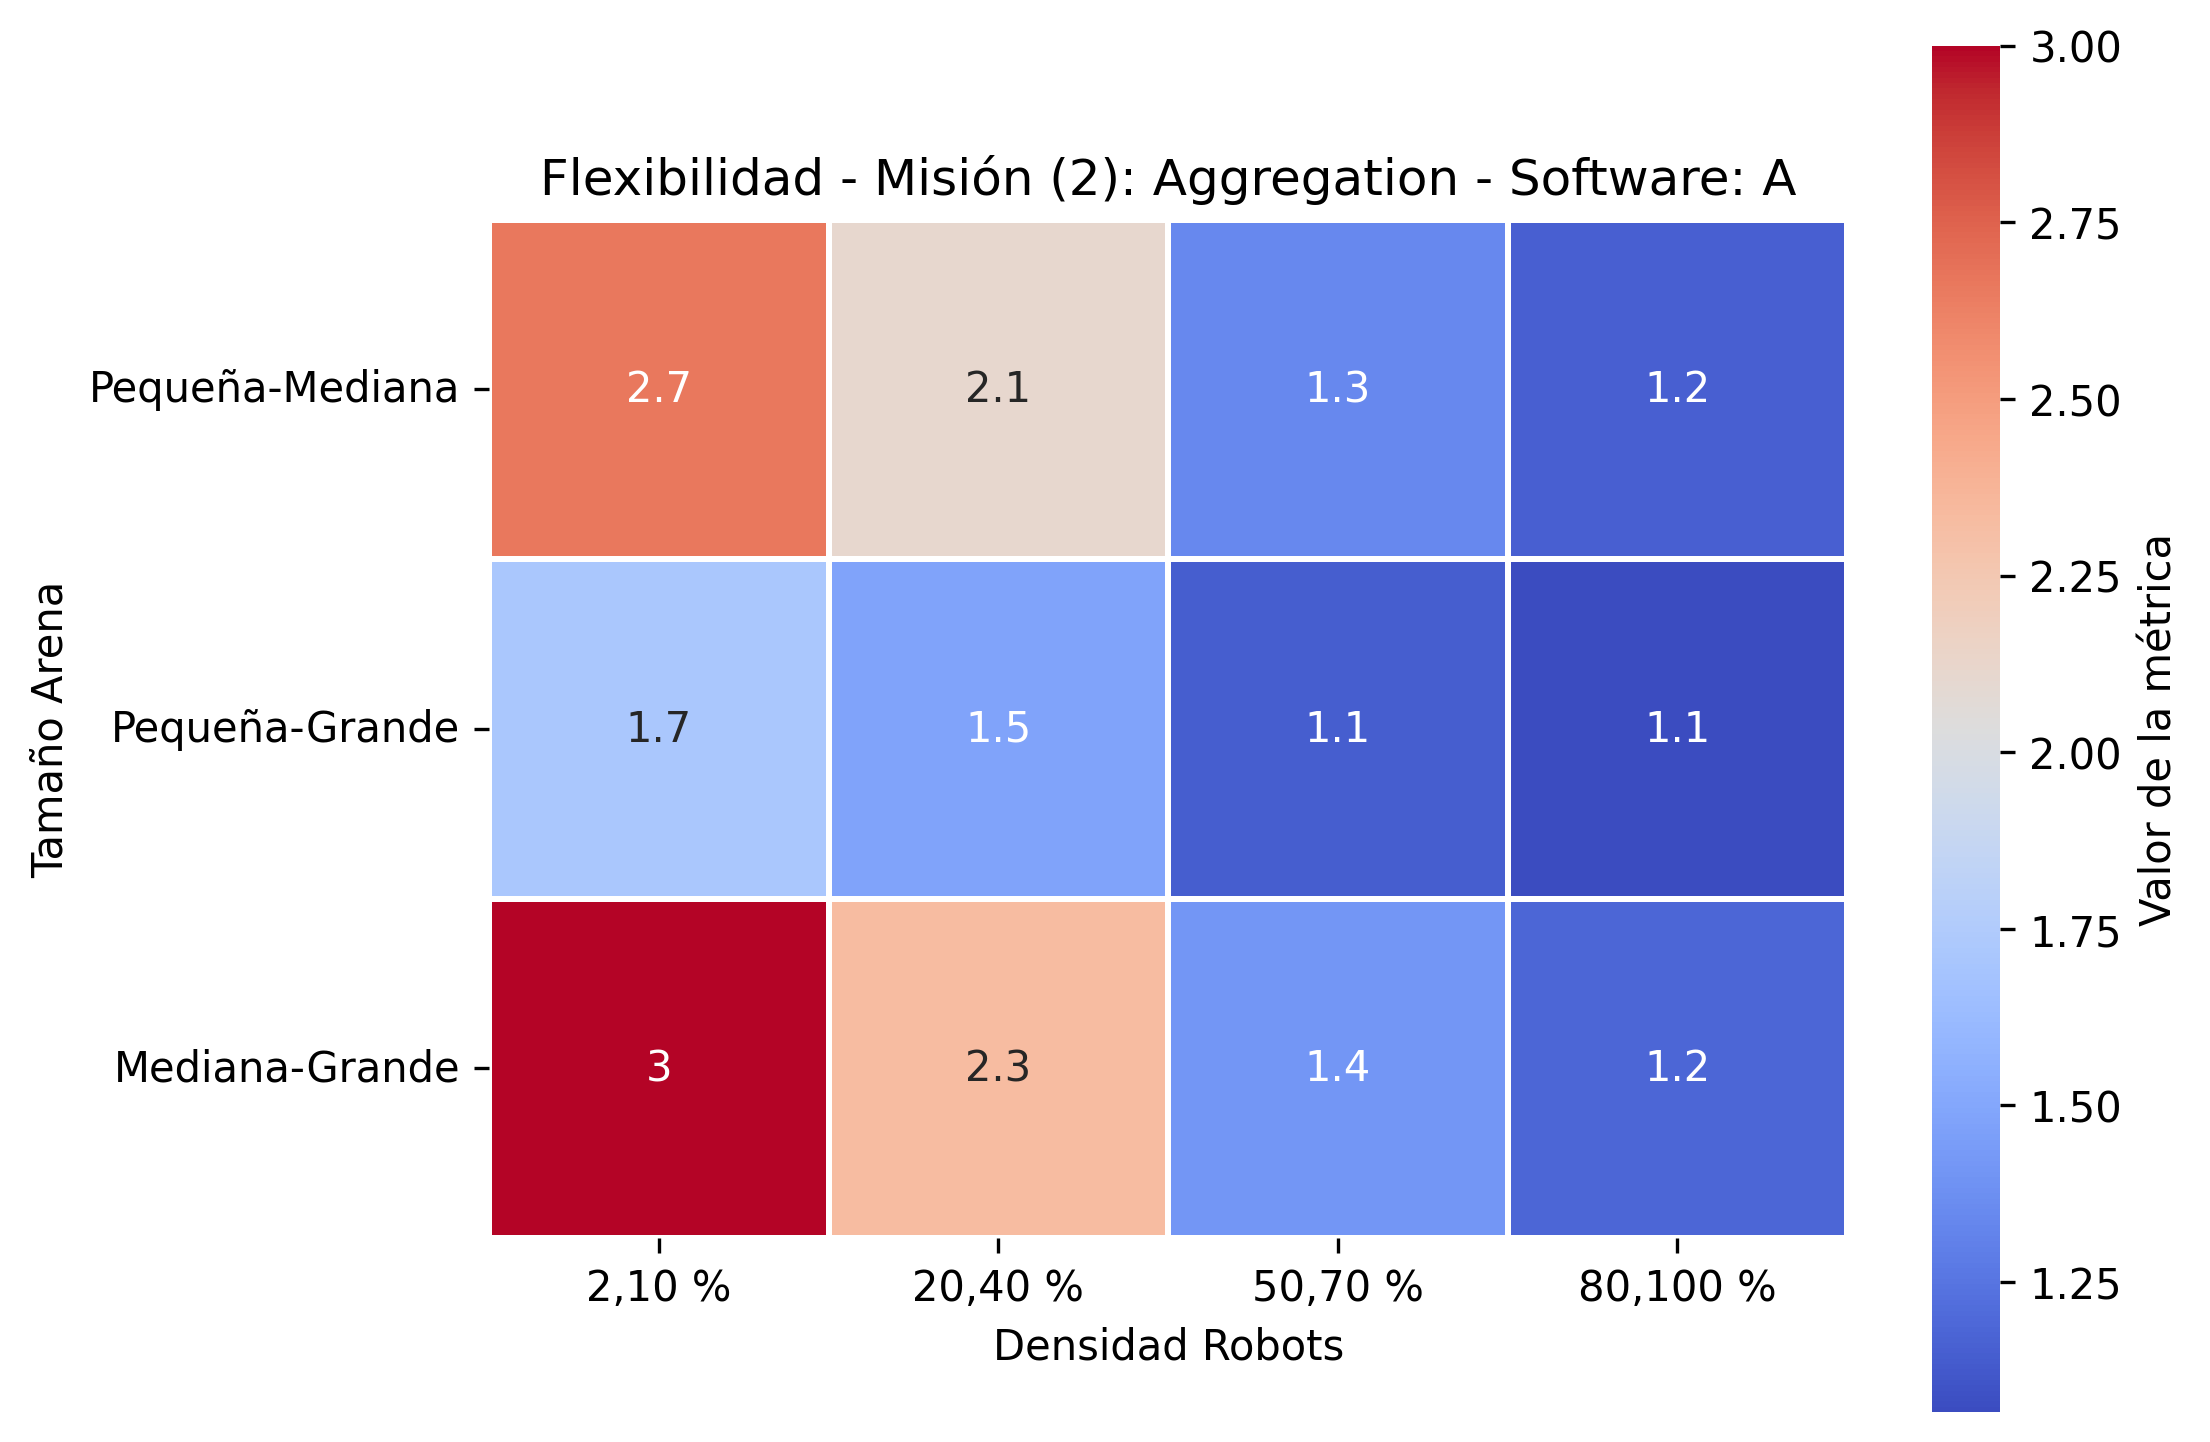 Flexibilidad - Misión (2): Aggregation - Software: A
Tamaño Arena
Pequeña-Mediana
2.7 2.1 1.3 1.2
Pequeña-Grande
1.7 1.5 1.1 1.1
Mediana-Grande
3 2.3 1.4 1.2
2,10 % 20,40 % 50,70 % 80,100 %
Densidad Robots
3.00
2.75
2.50
2.25
2.00
1.75
1.50
1.25
Valor de la métrica